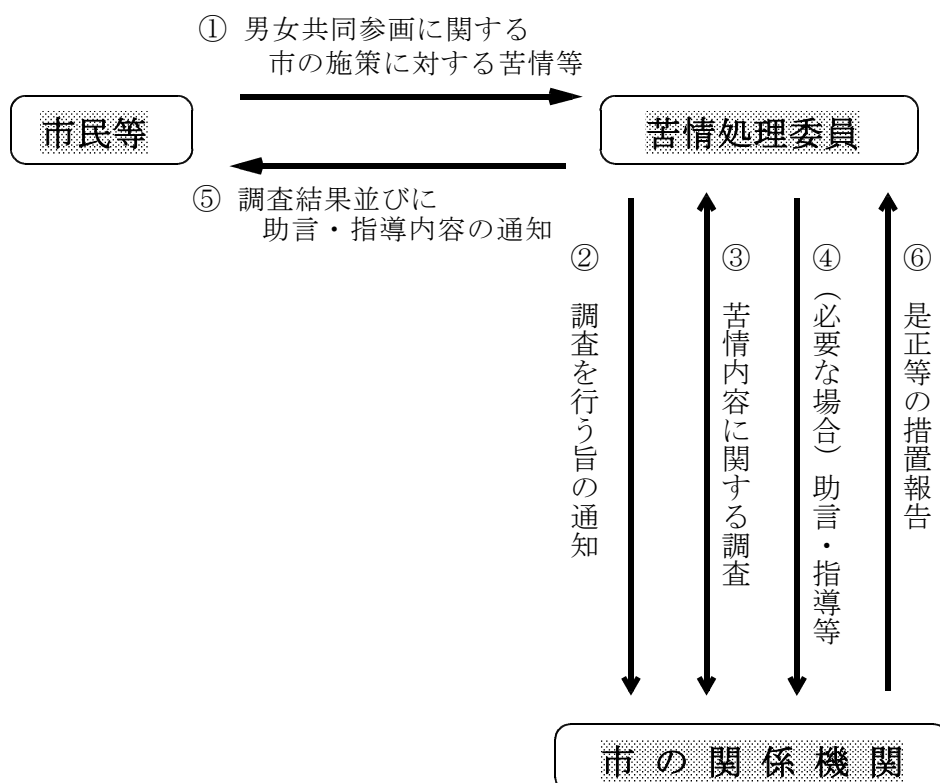 ① 男女共同参画に関する
市の施策に対する苦情等
市民等
苦情処理委員
⑤ 調査結果並びに
助言・指導内容の通知
② 調査を行う旨の通知
③ 苦情内容に関する調査
④ （必要な場合）助言・指導等
⑥ 是正等の措置報告
市の関係機関